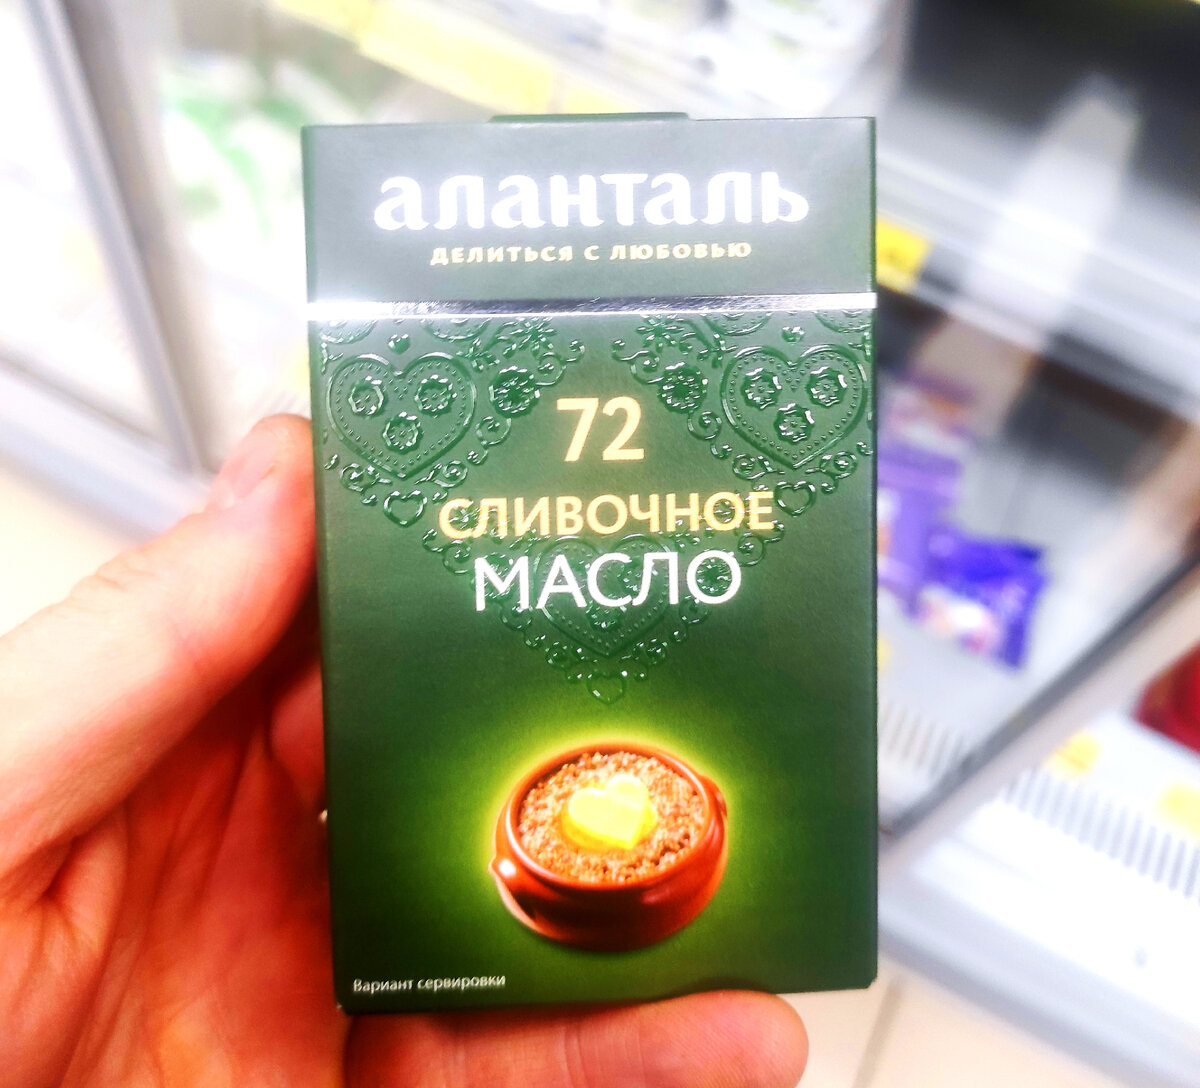 аланталь
ДЕЛИТЬСЯ С ЛЮБОВЬЮ
72
СЛИВОЧНОЕ
МАСЛО
Вариант сервировки